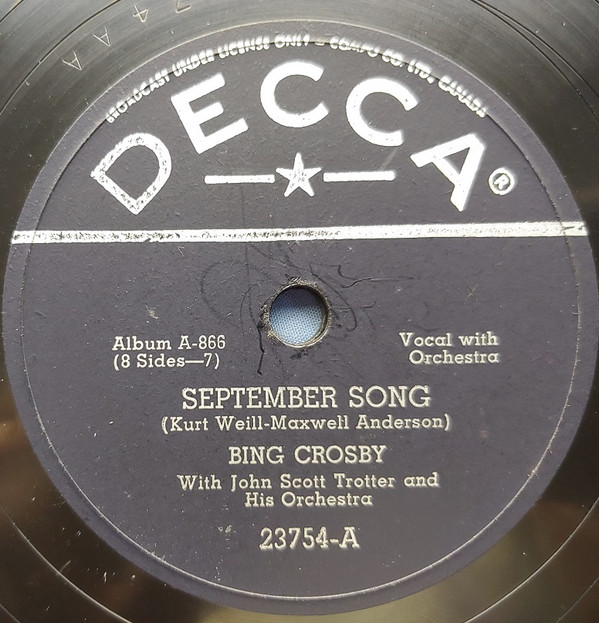 74AA
BROADCAST UNDER LICENSE ONLY – COMPO CO. LTD., CANADA
DECCA®
Album A-866
(8 Sides—7)
Vocal with
Orchestra
SEPTEMBER SONG
(Kurt Weill-Maxwell Anderson)
BING CROSBY
With John Scott Trotter and
His Orchestra
23754-A